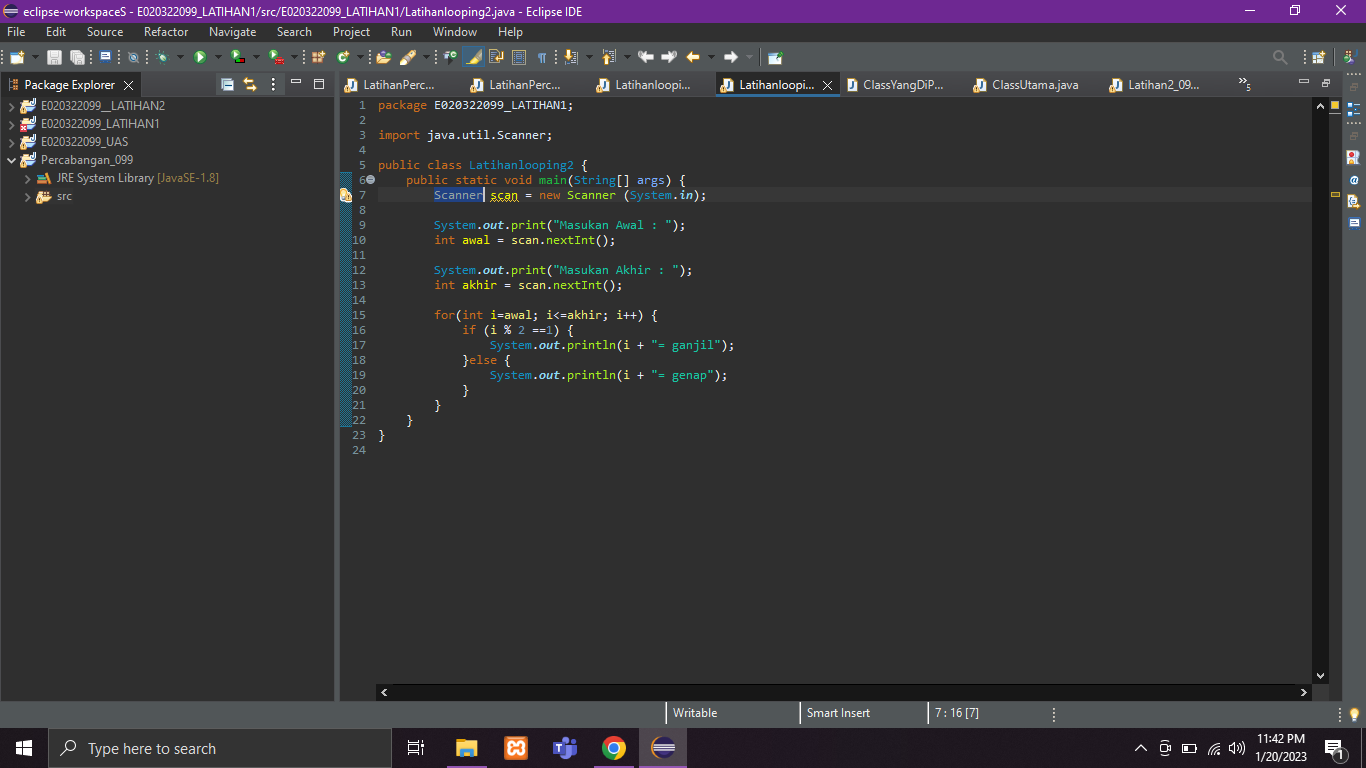 eclipse-workspaceS - E020322099_LATIHAN1/src/E020322099_LATIHAN1/Latihanlooping2.java - Eclipse IDE
File Edit Source Refactor Navigate Search Project Run Window Help
Package Explorer
E020322099__LATIHAN2
E020322099_LATIHAN1
E020322099_UAS
Percabangan_099
JRE System Library [JavaSE-1.8]
src
LatihanPerc... LatihanPerc... Latihanloopi... Latihanloopi... ClassYangDiP... ClassUtama.java Latihan2_09... »5
1 package E020322099_LATIHAN1;
2
3 import java.util.Scanner;
4
5 public class Latihanlooping2 {
6 public static void main(String[] args) {
7 Scanner scan = new Scanner (System.in);
8
9 System.out.print("Masukan Awal : ");
10 int awal = scan.nextInt();
11
12 System.out.print("Masukan Akhir : ");
13 int akhir = scan.nextInt();
14
15 for(int i=awal; i<=akhir; i++) {
16 if (i % 2 ==1) {
17 System.out.println(i + "= ganjil");
18 }else {
19 System.out.println(i + "= genap");
20 }
21 }
22 }
23 }
24
Writable Smart Insert 7 : 16 [7]
Type here to search
11:42 PM
1/20/2023
1